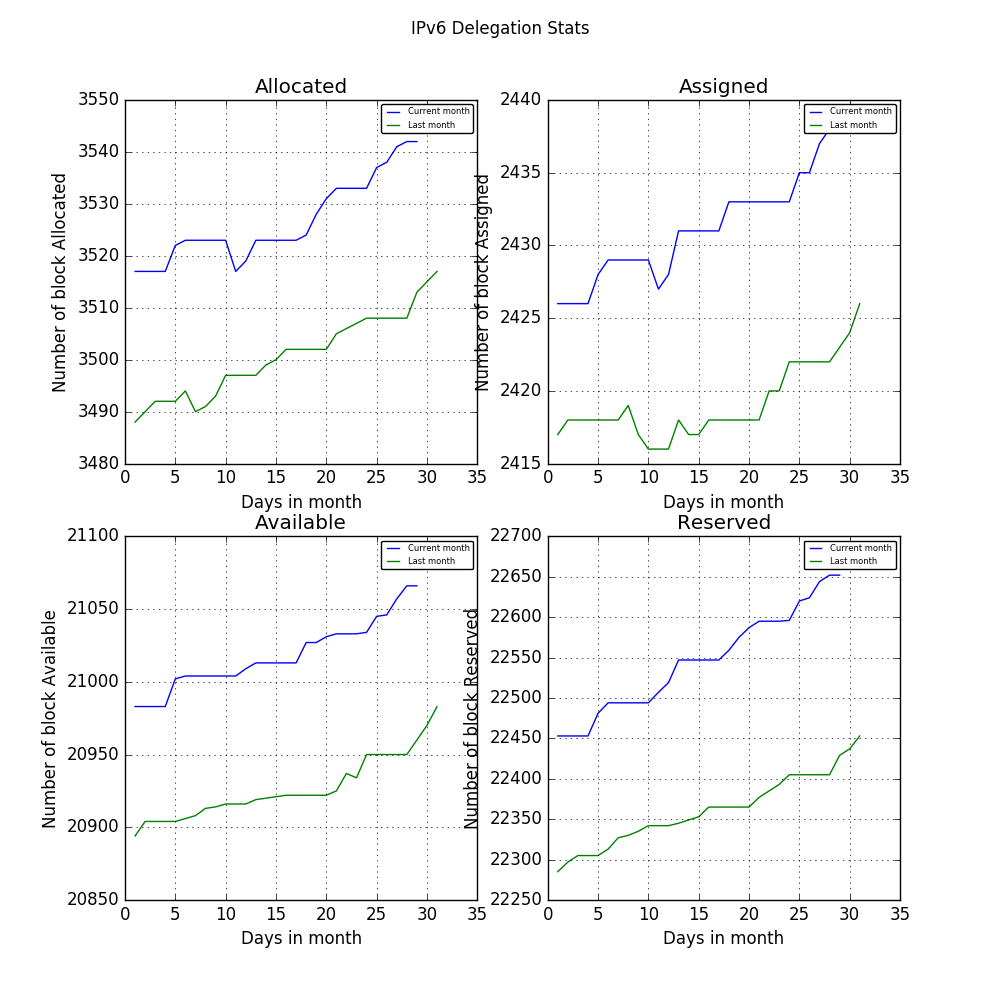 IPv6 Delegation Stats
Allocated
Number of block Allocated
3550
3540
3530
3520
3510
3500
3490
3480
Current month
Last month
0 5 10 15 20 25 30 35
Days in month
Assigned
Number of block Assigned
2440
2435
2430
2425
2420
2415
Current month
Last month
0 5 10 15 20 25 30 35
Days in month
Available
Number of block Available
21100
21050
21000
20950
20900
20850
Current month
Last month
0 5 10 15 20 25 30 35
Days in month
Reserved
Number of block Reserved
22700
22650
22600
22550
22500
22450
22400
22350
22300
22250
Current month
Last month
0 5 10 15 20 25 30 35
Days in month